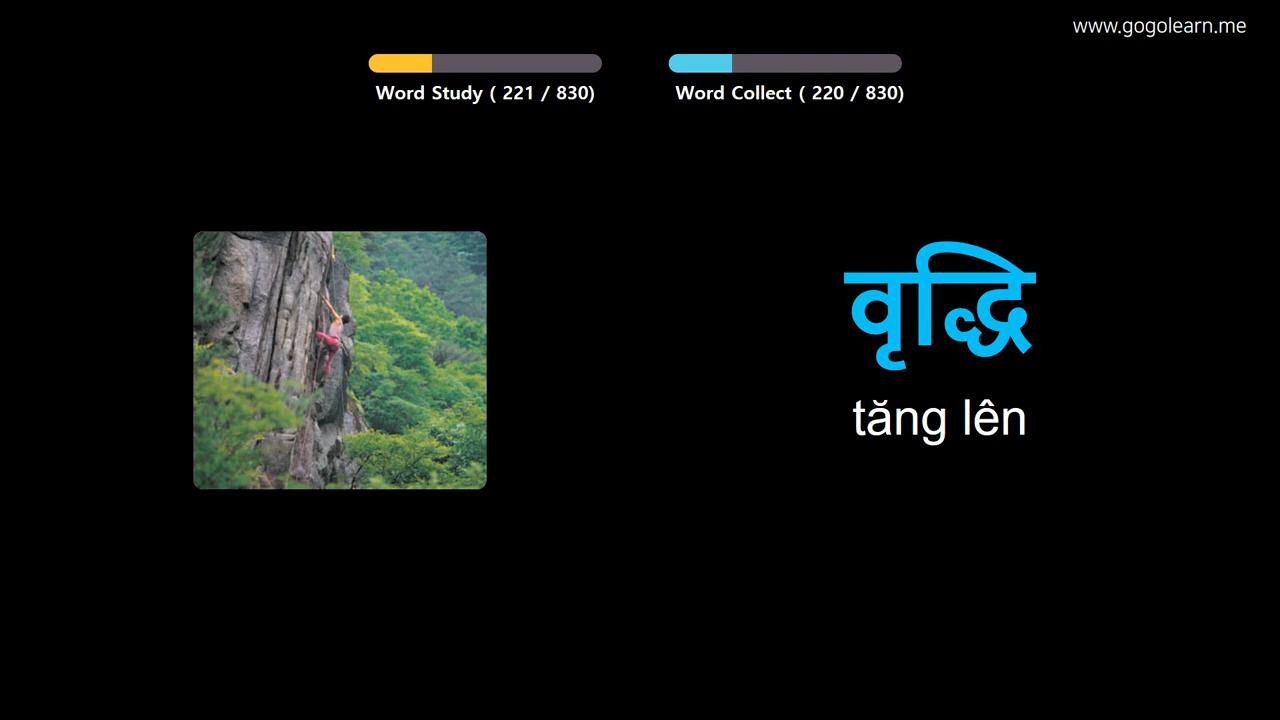 www.gogolearn.me
Word Study ( 221 / 830)
Word Collect ( 220 / 830)
वृद्धि
tăng lên